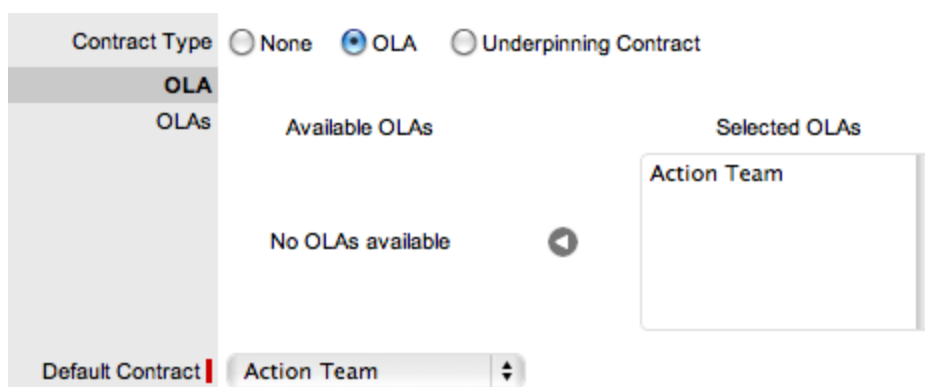 Contract Type None OLA Underpinning Contract
OLA
OLAs Available OLAs Selected OLAs
Action Team
No OLAs available
Default Contract Action Team